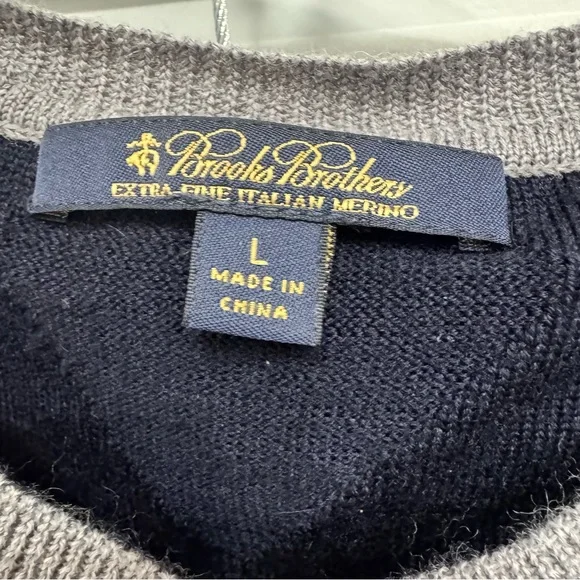 Brooks Brothers
EXTRA-FINE ITALIAN MERINO
L
MADE IN
CHINA